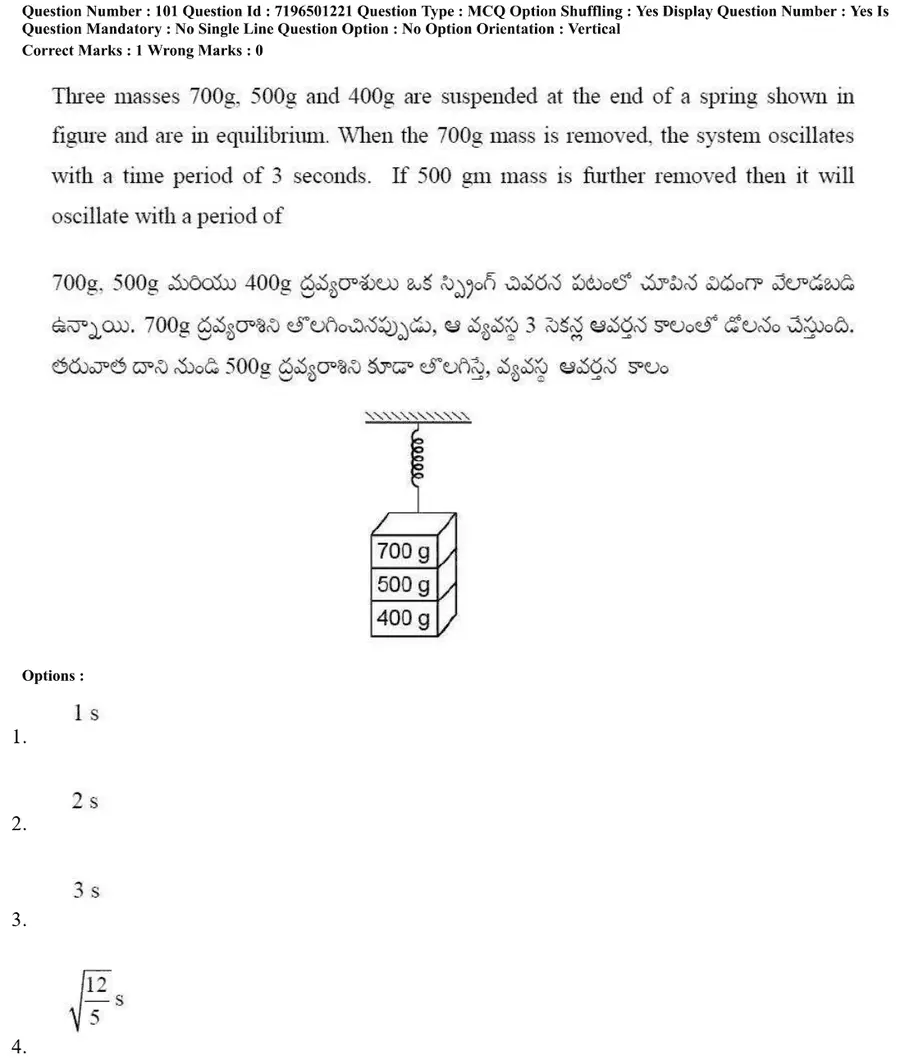 Question Number : 101 Question Id : 7196501221 Question Type : MCQ Option Shuffling : Yes Display Question Number : Yes Is
Question Mandatory : No Single Line Question Option : No Option Orientation : Vertical
Correct Marks : 1 Wrong Marks : 0
Three masses 700g, 500g and 400g are suspended at the end of a spring shown in
figure and are in equilibrium. When the 700g mass is removed, the system oscillates
with a time period of 3 seconds. If 500 gm mass is further removed then it will
oscillate with a period of
700g, 500g మరియు 400g ద్రవ్యరాశులు ఒక స్ప్రింగ్ చివరన పటంలో చూపిన విధంగా వేలాడబడి
ఉన్నాయి. 700g ద్రవ్యరాశిని తొలగించినప్పుడు, ఆ వ్యవస్థ 3 సెకన్ల ఆవర్తన కాలంతో డోలనం చేస్తుంది.
తరువాత దాని నుండి 500g ద్రవ్యరాశిని కూడా తొలగిస్తే, వ్యవస్థ ఆవర్తన కాలం
700 g
500 g
400 g
Options :
1 s
1.
2 s
2.
3 s
3.
√(12/5) s
4.